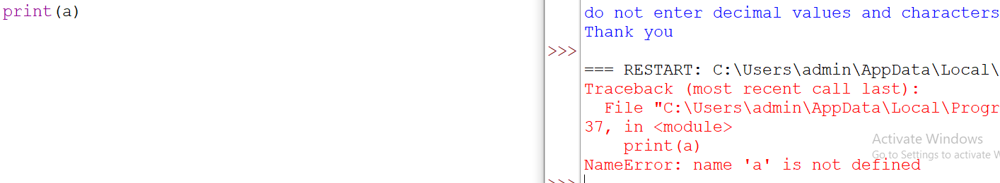 print(a)
do not enter decimal values and characters
Thank you
>>>
=== RESTART: C:\Users\admin\AppData\Local\
Traceback (most recent call last):
  File "C:\Users\admin\AppData\Local\Progr
37, in <module>
    print(a)
NameError: name 'a' is not defined
>>>
Activate Windows
Go to Settings to activate W